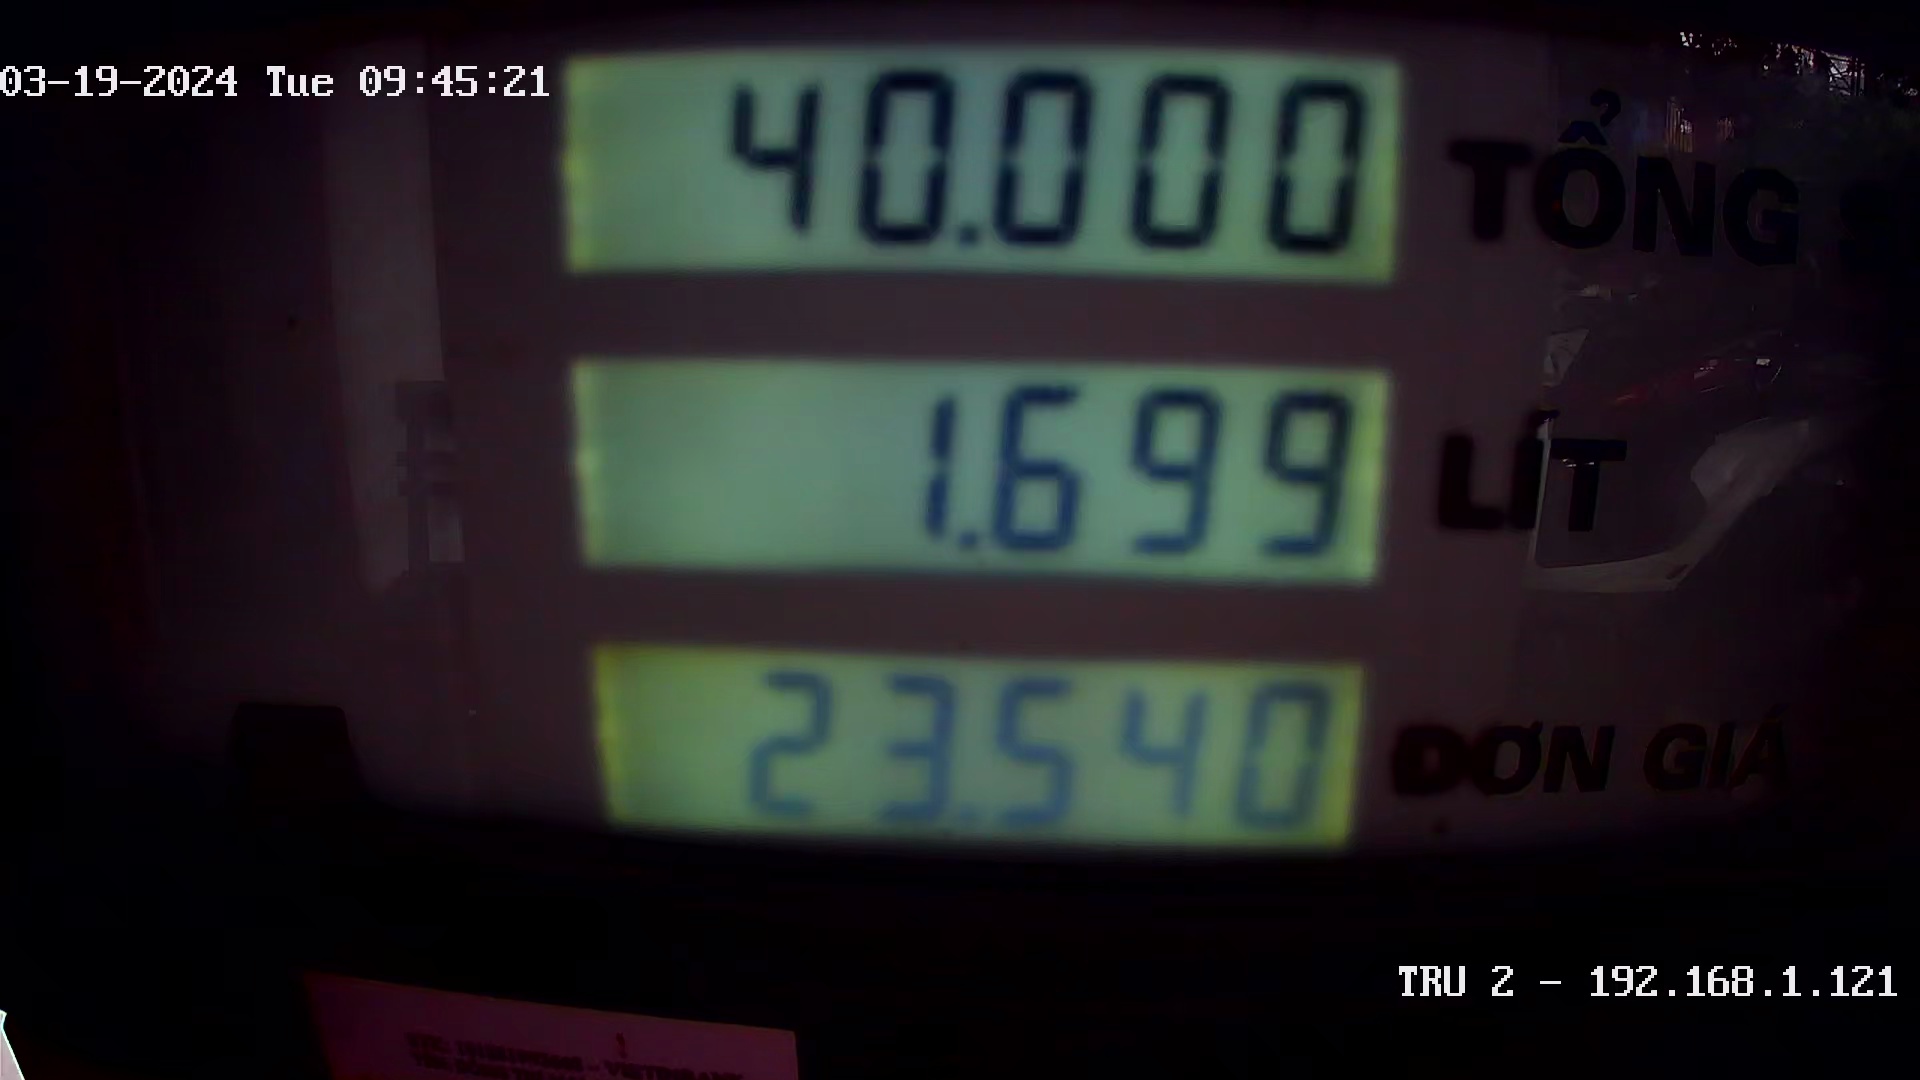 03-19-2024 Tue 09:45:21
40.000 TỔNG
1.699 LÍT
23.540 ĐƠN GIÁ
TRU 2 - 192.168.1.121